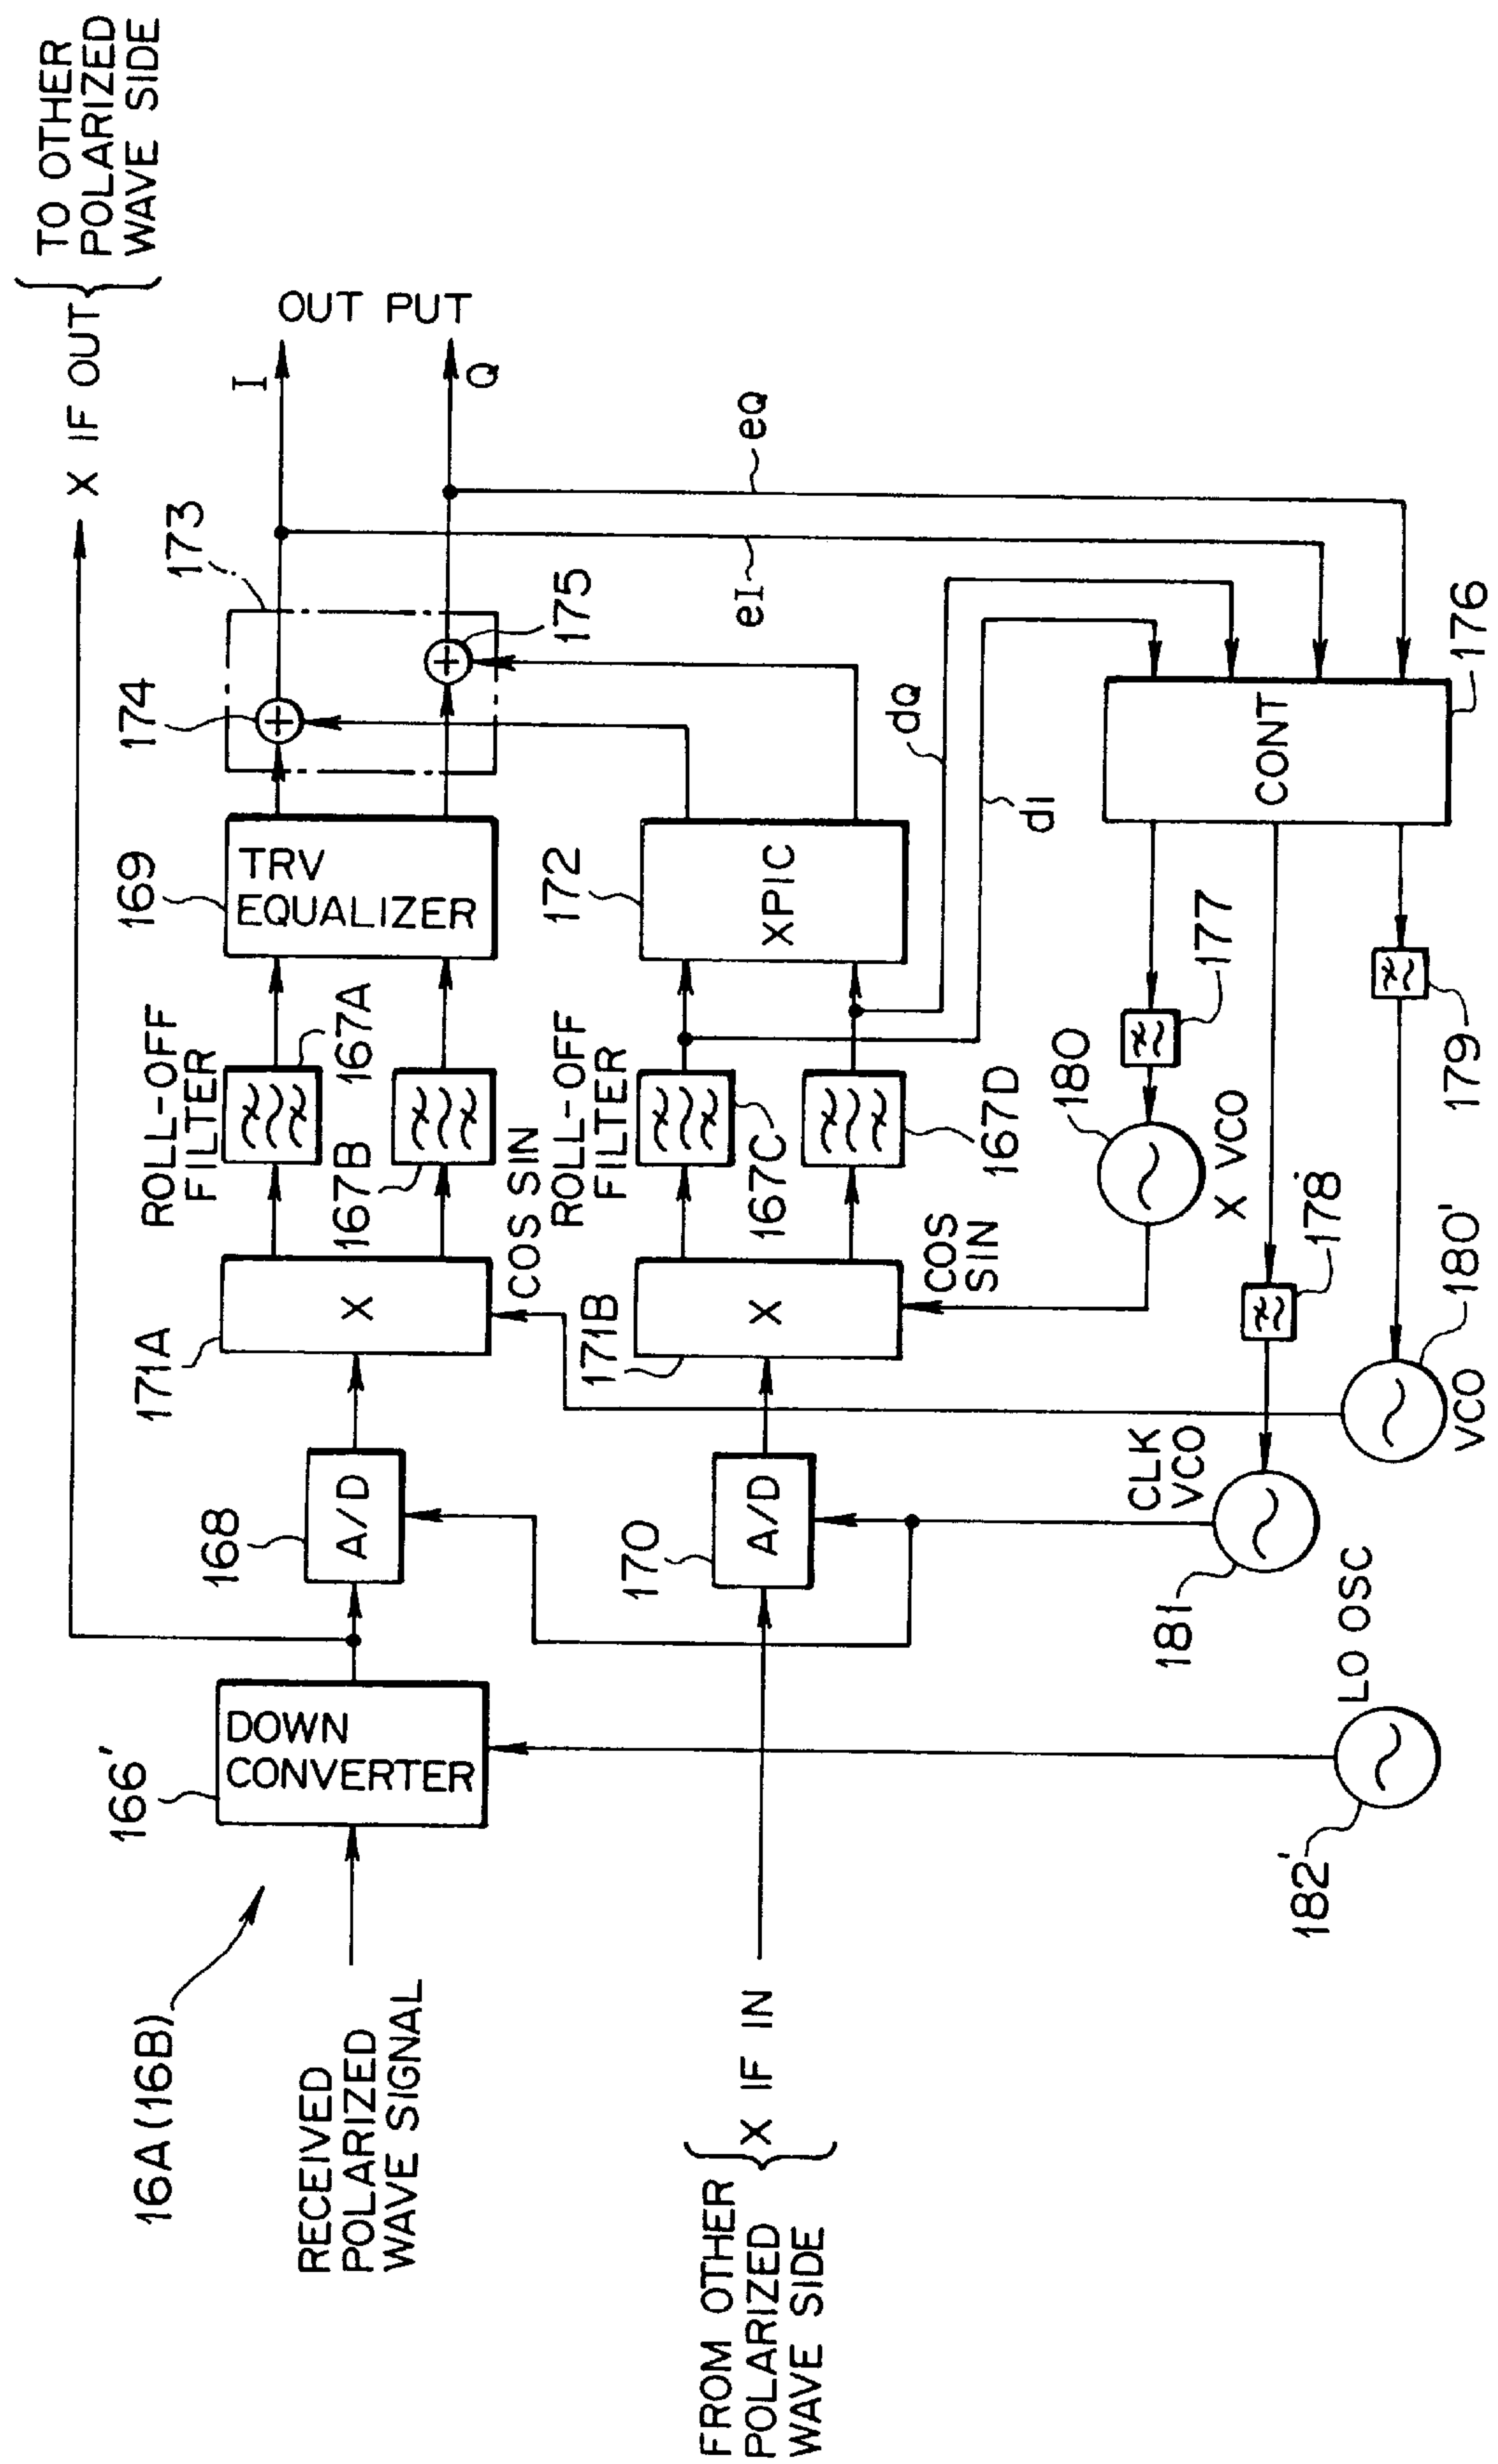 16A(16B)
RECEIVED
POLARIZED
WAVE SIGNAL
166'
DOWN
CONVERTER
X IF OUT
TO OTHER
POLARIZED
WAVE SIDE
168
A/D
171A
X
COS SIN
ROLL-OFF
FILTER
167A
167B
169
TRV
EQUALIZER
173
174
175
I
OUT PUT
Q
FROM OTHER
POLARIZED
WAVE SIDE
X IF IN
170
A/D
171B
X
COS
SIN
ROLL-OFF
FILTER
167C
167D
172
XPIC
dI
dQ
eI
eQ
CONT
176
177
180
X VCO
178
CLK
VCO
181
179
180'
VCO
LO OSC
182'